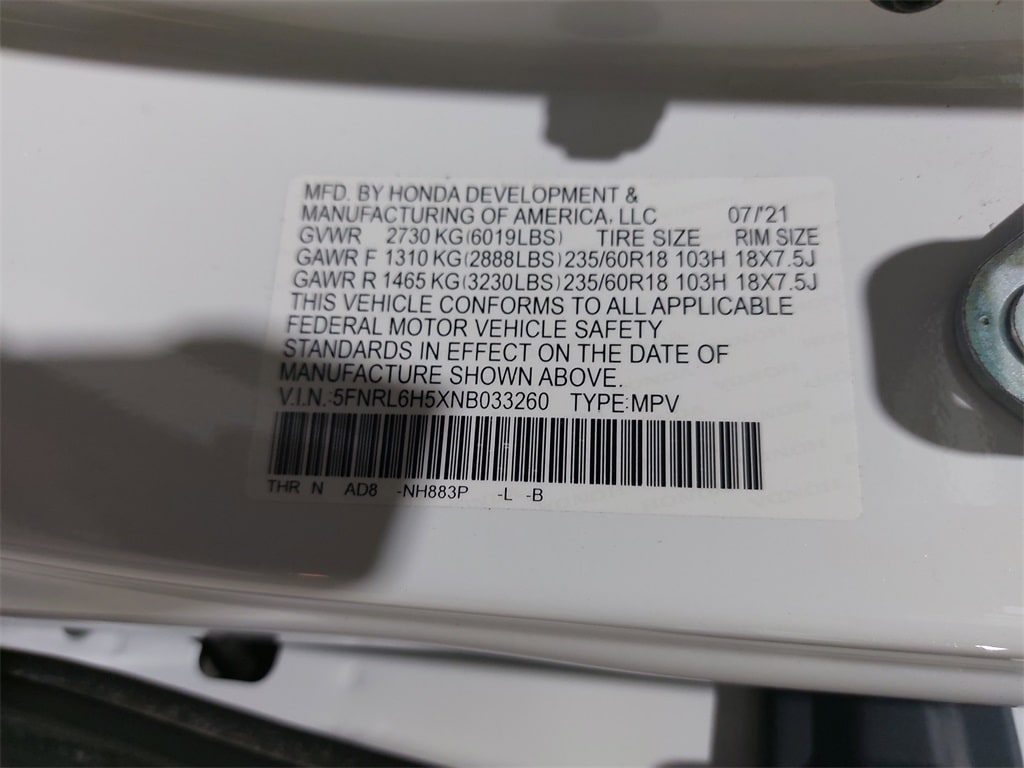 MFD. BY HONDA DEVELOPMENT &
MANUFACTURING OF AMERICA, LLC 07/'21
GVWR 2730 KG(6019LBS) TIRE SIZE RIM SIZE
GAWR F 1310 KG(2888LBS) 235/60R18 103H 18X7.5J
GAWR R 1465 KG(3230LBS) 235/60R18 103H 18X7.5J
THIS VEHICLE CONFORMS TO ALL APPLICABLE
FEDERAL MOTOR VEHICLE SAFETY
STANDARDS IN EFFECT ON THE DATE OF
MANUFACTURE SHOWN ABOVE.
V.I.N.:5FNRL6H5XNB033260 TYPE:MPV
THR N AD8 -NH883P -L -B